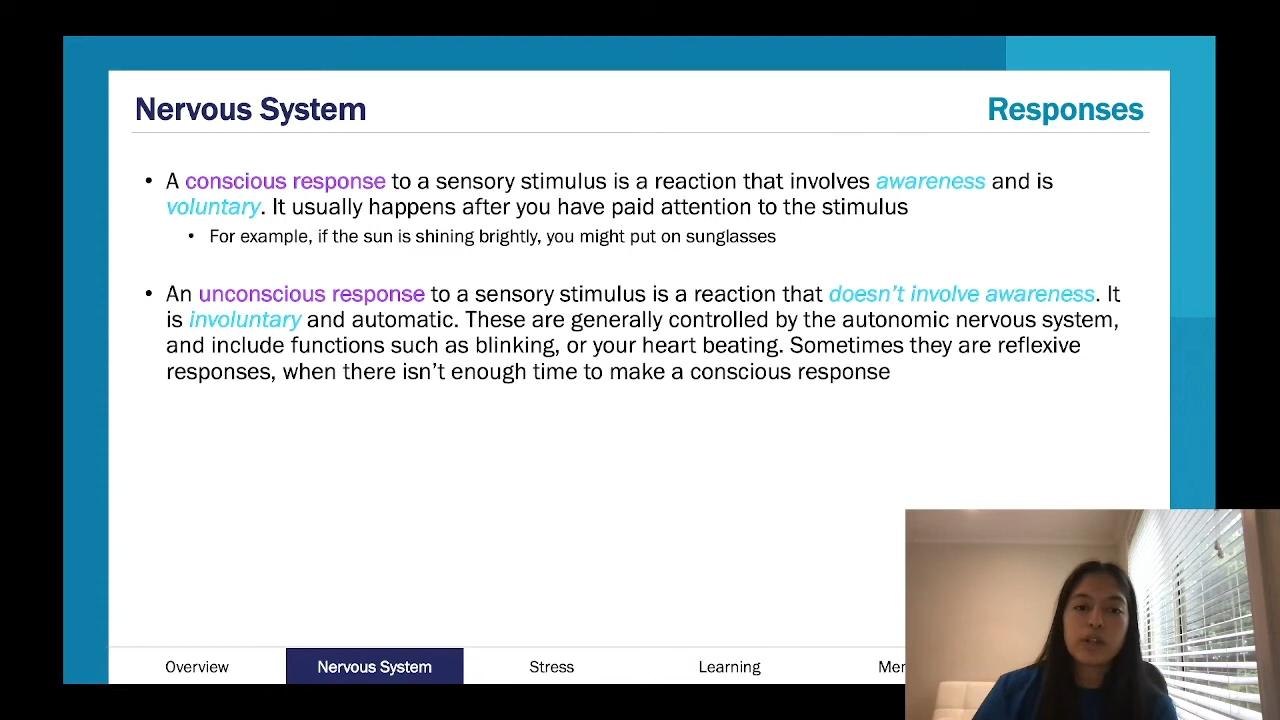 Nervous System
Responses
• A conscious response to a sensory stimulus is a reaction that involves awareness and is
voluntary. It usually happens after you have paid attention to the stimulus
• For example, if the sun is shining brightly, you might put on sunglasses
• An unconscious response to a sensory stimulus is a reaction that doesn't involve awareness. It
is involuntary and automatic. These are generally controlled by the autonomic nervous system,
and include functions such as blinking, or your heart beating. Sometimes they are reflexive
responses, when there isn't enough time to make a conscious response
Overview
Nervous System
Stress
Learning